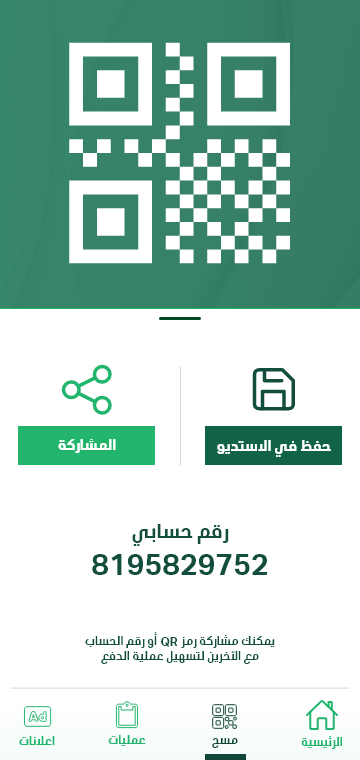 حفظ في الاستديو
المشاركة
رقم حسابي
8195829752
يمكنك مشاركة رمز QR أو رقم الحساب
مع الآخرين لتسهيل عملية الدفع
الرئيسية
مسح
عمليات
Ad
اعلانات